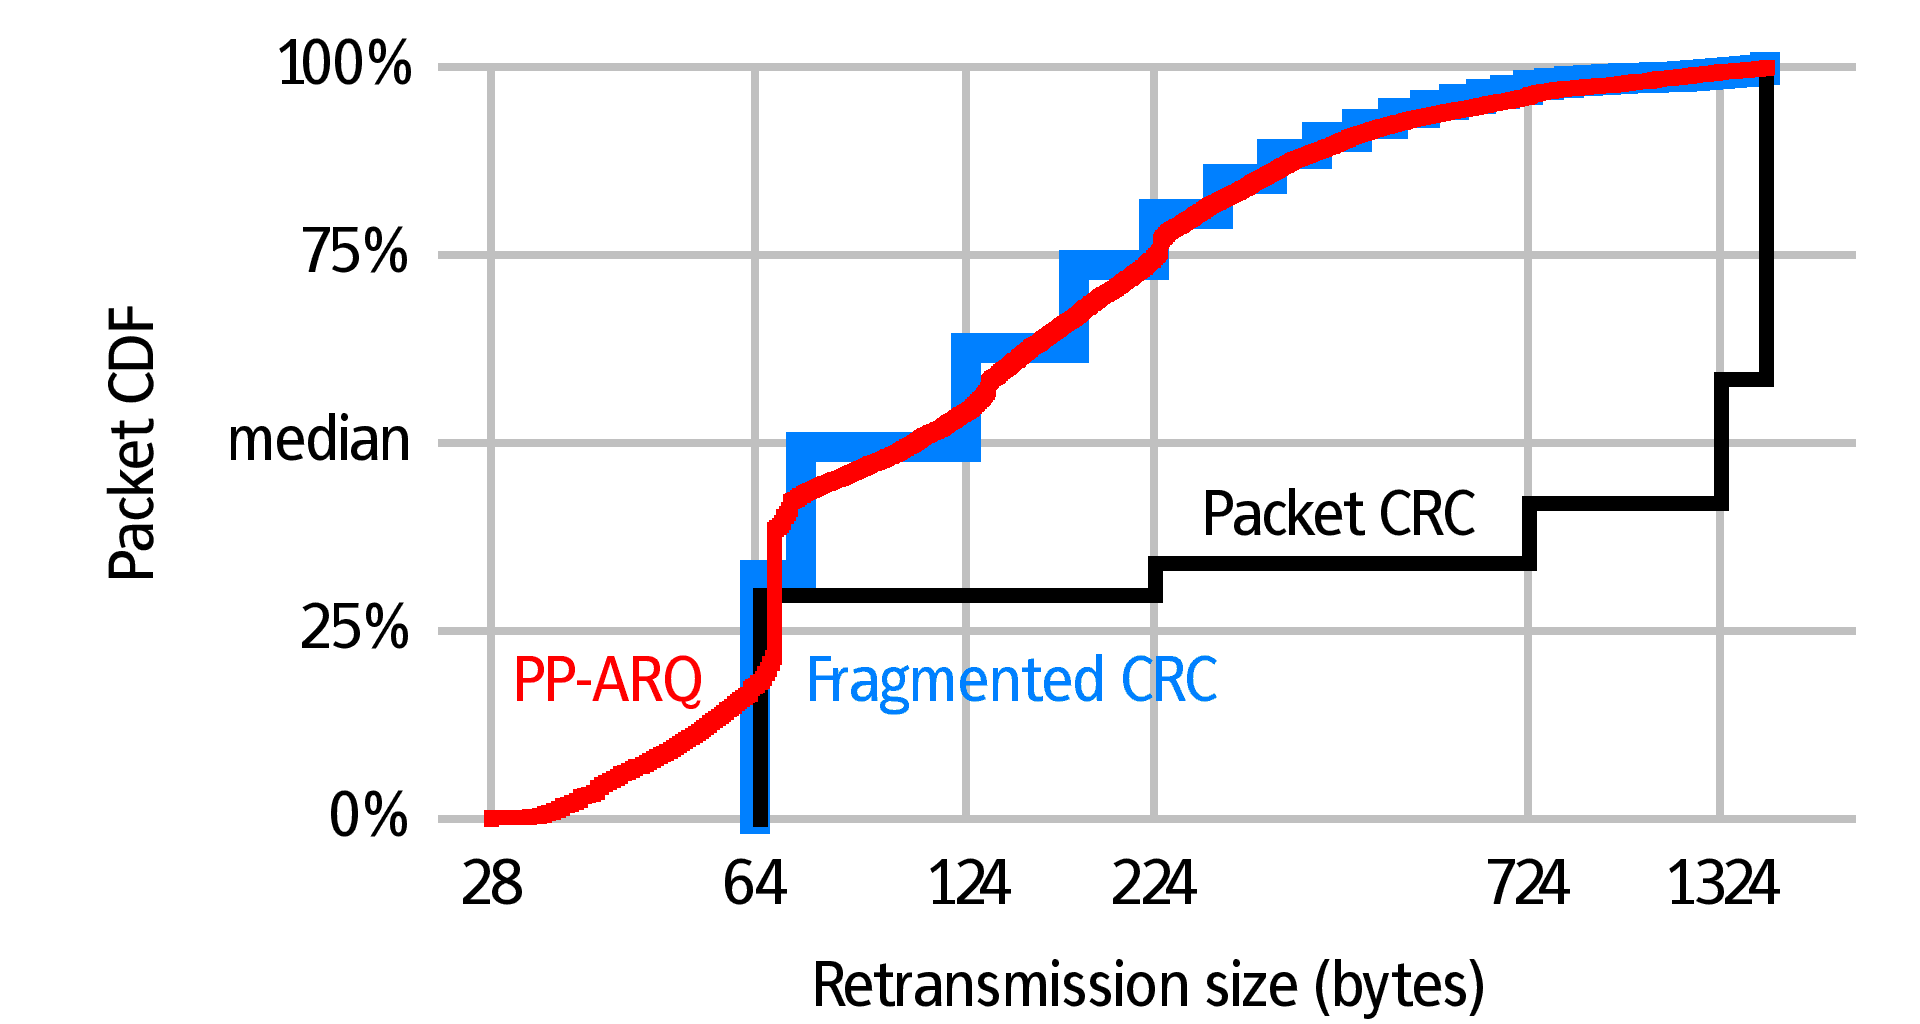 100%
75%
median
25%
0%
Packet CDF
Packet CRC
PP-ARQ
Fragmented CRC
28 64 124 224 724 1324
Retransmission size (bytes)